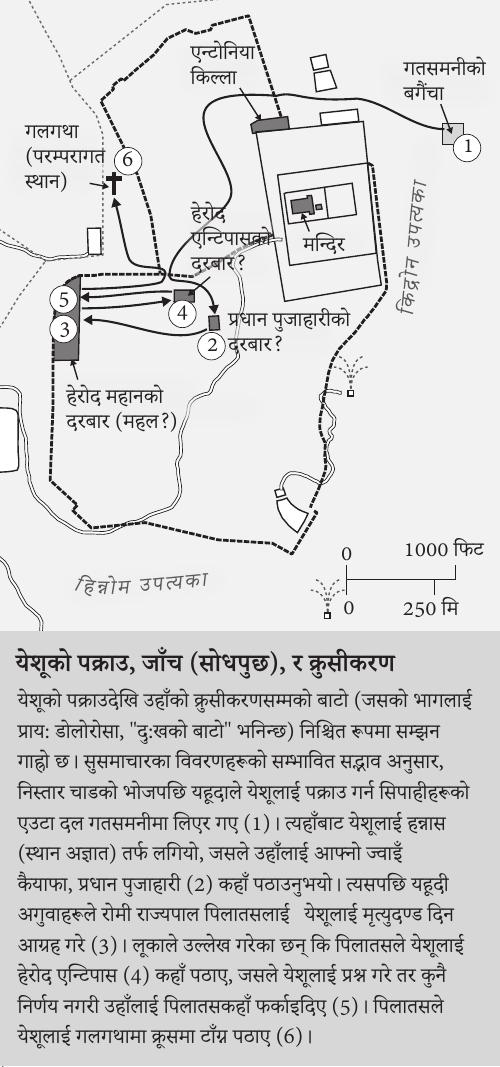 एन्टोनिया
किल्ला
गतसमनीको
बगैंचा
1
गलगथा
(परम्परागत
स्थान)
6
हेरोद
एन्टिपासको
दरबार?
मन्दिर
किद्रोन उपत्यका
5
4
3
प्रधान पुजाहारीको
2 दरबार?
हेरोद महानको
दरबार (महल?)
0 1000 फिट
हिन्नोम उपत्यका
0 250 मि
येशूको पक्राउ, जाँच (सोधपुछ), र क्रुसीकरण
येशूको पक्राउदेखि उहाँको क्रुसीकरणसम्मको बाटो (जसको भागलाई
प्राय: डोलोरोसा, "दु:खको बाटो" भनिन्छ) निश्चित रूपमा सम्झन
गाह्रो छ। सुसमाचारका विवरणहरूको सम्भावित सद्भाव अनुसार,
निस्तार चाडको भोजपछि यहूदाले येशूलाई पक्राउ गर्न सिपाहीहरूको
एउटा दल गतसमनीमा लिएर गए (1)। त्यहाँबाट येशूलाई हन्नास
(स्थान अज्ञात) तर्फ लगियो, जसले उहाँलाई आफ्नो ज्वाइँ
कैयाफा, प्रधान पुजाहारी (2) कहाँ पठाउनुभयो। त्यसपछि यहूदी
अगुवाहरूले रोमी राज्यपाल पिलातसलाई येशूलाई मृत्युदण्ड दिन
आग्रह गरे (3)। लूकाले उल्लेख गरेका छन् कि पिलातसले येशूलाई
हेरोद एन्टिपास (4) कहाँ पठाए, जसले येशूलाई प्रश्न गरे तर कुनै
निर्णय नगरी उहाँलाई पिलातसकहाँ फर्काइदिए (5)। पिलातसले
येशूलाई गलगथामा क्रूसमा टाँग्न पठाए (6)।